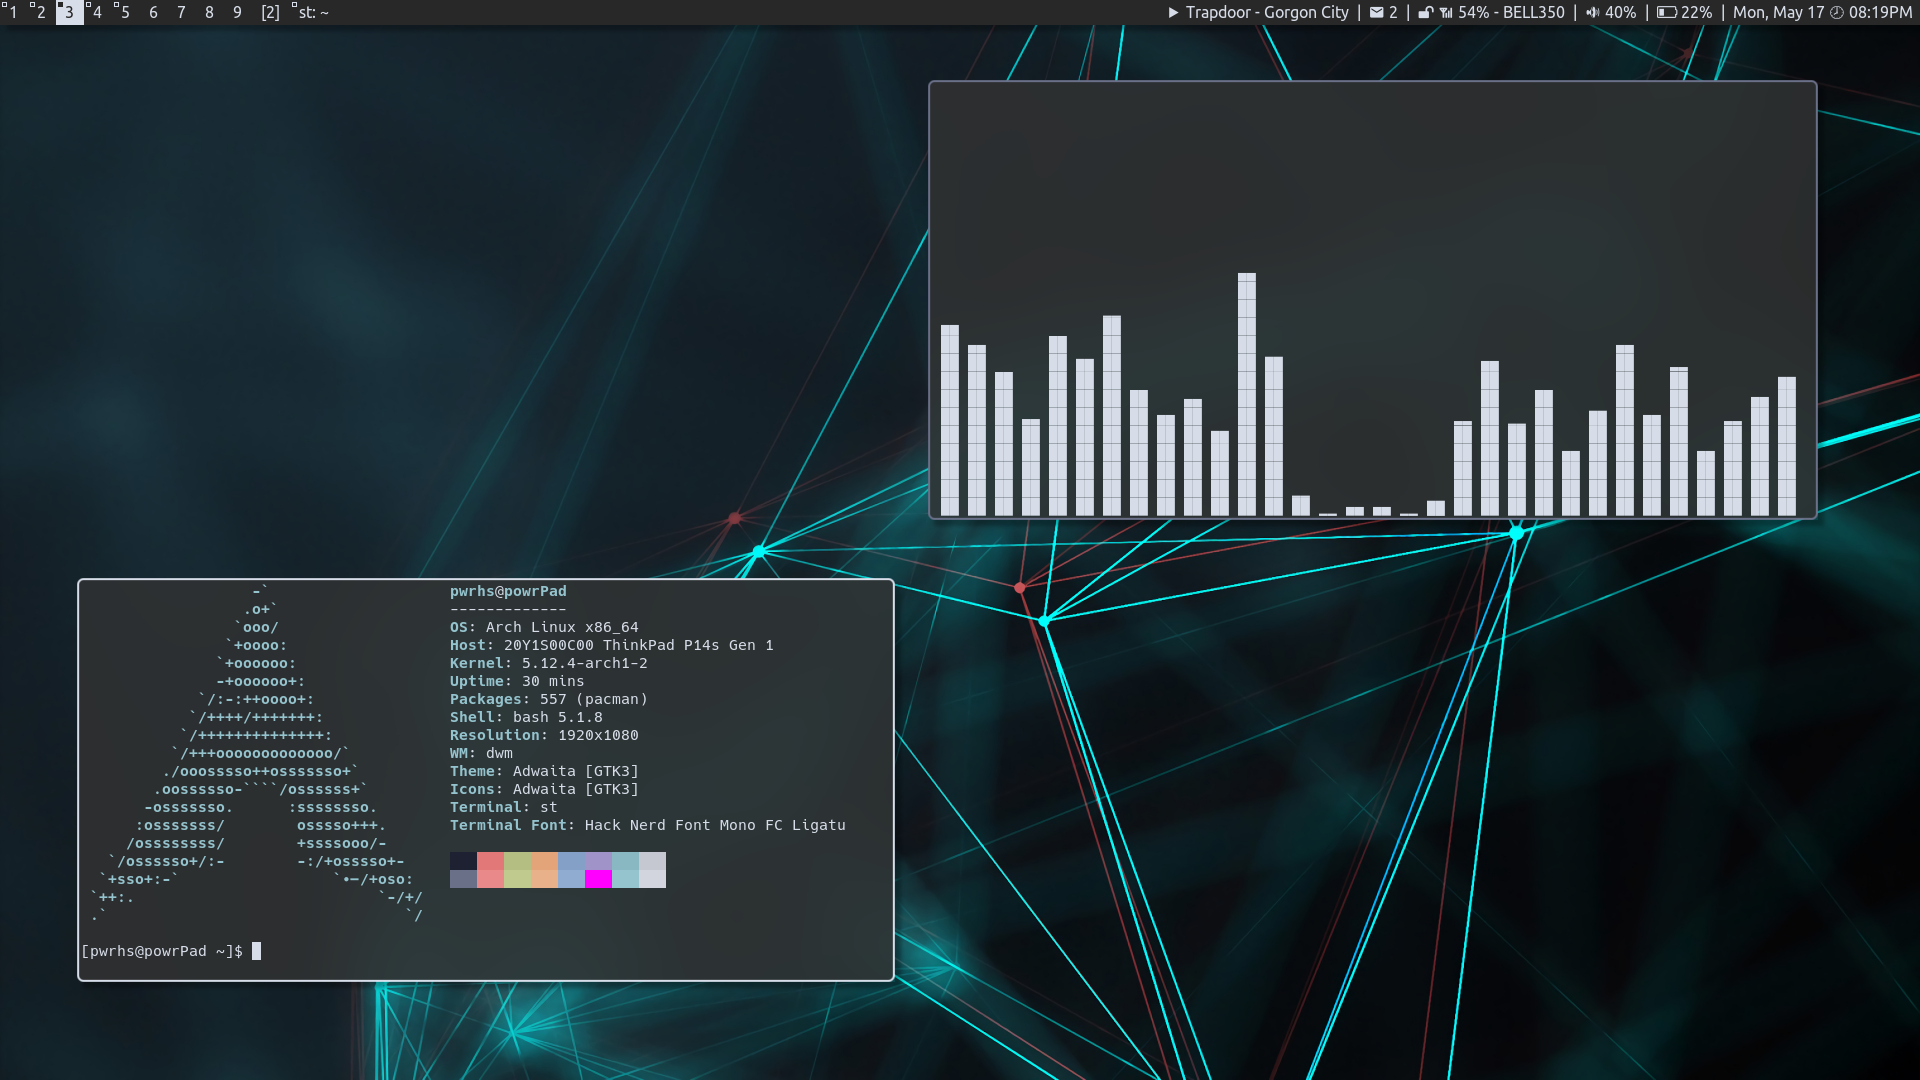 1 2 3 4 5 6 7 8 9 [2] st: ~
Trapdoor - Gorgon City | 2 | 54% - BELL350 | 40% | 22% | Mon, May 17 08:19PM
pwrhs@powrPad
-------------
OS: Arch Linux x86_64
Host: 20Y1S00C00 ThinkPad P14s Gen 1
Kernel: 5.12.4-arch1-2
Uptime: 30 mins
Packages: 557 (pacman)
Shell: bash 5.1.8
Resolution: 1920x1080
WM: dwm
Theme: Adwaita [GTK3]
Icons: Adwaita [GTK3]
Terminal: st
Terminal Font: Hack Nerd Font Mono FC Ligatu
[pwrhs@powrPad ~]$